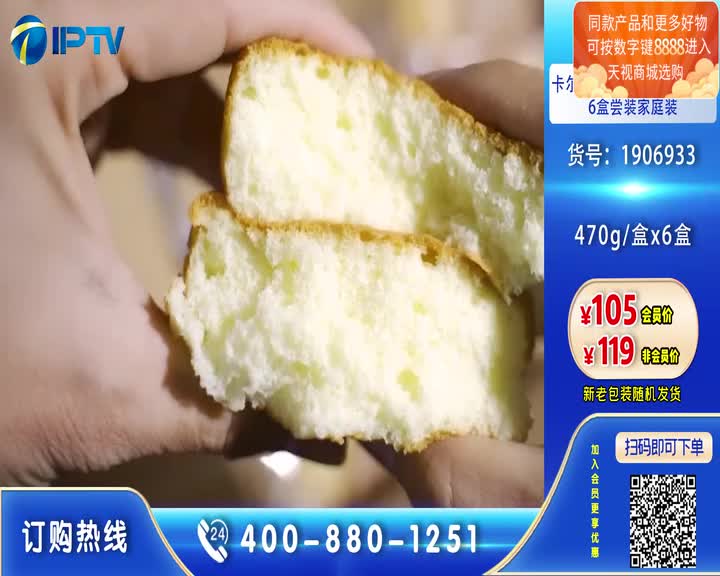 IPTV
同款产品和更多好物
可按数字键8888进入
天视商城选购
卡
6盒尝装家庭装
货号：1906933
470g/盒x6盒
¥105 会员价
¥119 非会员价
新老包装随机发货
加入会员更享优惠
扫码即可下单
订购热线
24
400-880-1251